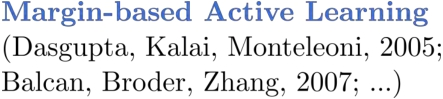 Margin-based Active Learning
(Dasgupta, Kalai, Monteleoni, 2005;
Balcan, Broder, Zhang, 2007; ...)